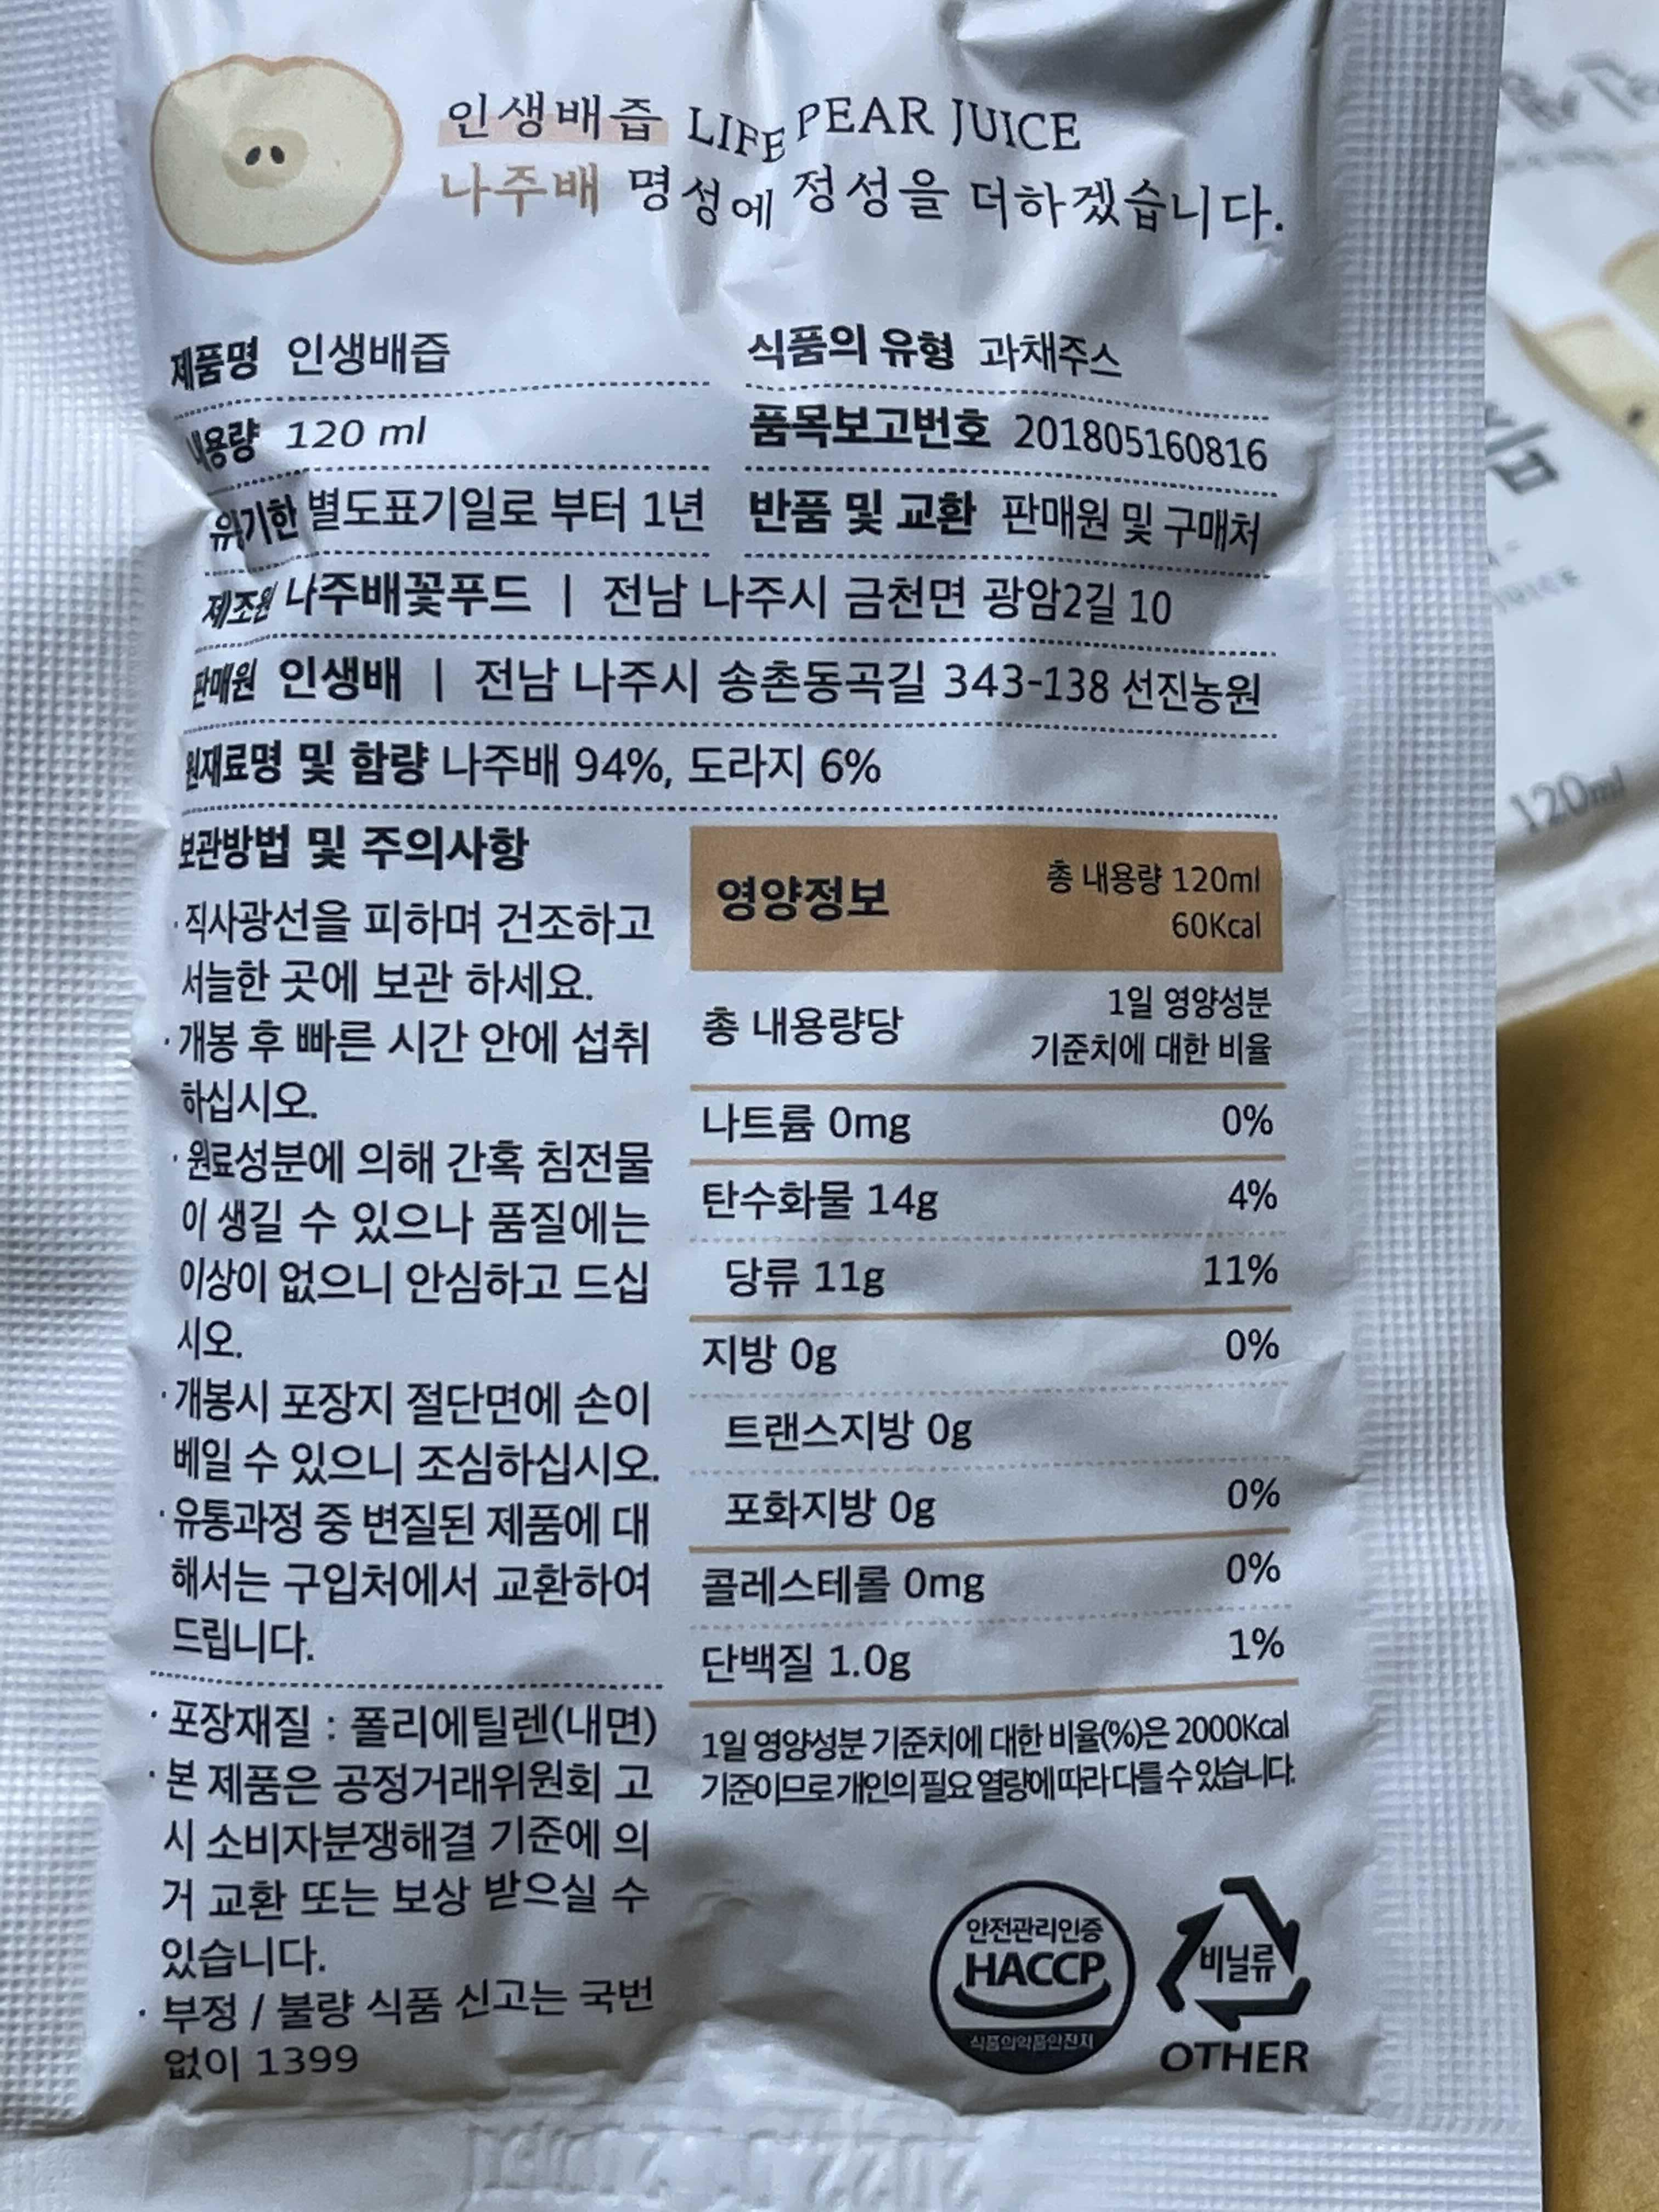 인생배즙 LIFE PEAR JUICE
나주배 명성에 정성을 더하겠습니다.
제품명 인생배즙
식품의 유형 과채주스
내용량 120 ml
품목보고번호 201805160816
별도표기일로 부터 1년
반품 및 교환 판매원 및 구매처
제조원 나주배꽃푸드 | 전남 나주시 금천면 광암2길 10
판매원 인생배 | 전남 나주시 송촌동곡길 343-138 선진농원
원재료명 및 함량 나주배 94%, 도라지 6%
보관방법 및 주의사항
·직사광선을 피하며 건조하고
서늘한 곳에 보관 하세요.
·개봉 후 빠른 시간 안에 섭취
하십시오.
·원료성분에 의해 간혹 침전물
이 생길 수 있으나 품질에는
이상이 없으니 안심하고 드십
시오.
·개봉시 포장지 절단면에 손이
베일 수 있으니 조심하십시오.
·유통과정 중 변질된 제품에 대
해서는 구입처에서 교환하여
드립니다.
·포장재질 : 폴리에틸렌(내면)
·본 제품은 공정거래위원회 고
시 소비자분쟁해결 기준에 의
거 교환 또는 보상 받으실 수
있습니다.
·부정 / 불량 식품 신고는 국번
없이 1399
영양정보
총 내용량 120ml
60Kcal
총 내용량당
1일 영양성분
기준치에 대한 비율
나트륨 0mg 0%
탄수화물 14g 4%
당류 11g 11%
지방 0g 0%
트랜스지방 0g
포화지방 0g 0%
콜레스테롤 0mg 0%
단백질 1.0g 1%
1일 영양성분 기준치에 대한 비율(%)은 2000Kcal
기준이므로 개인의 필요 열량에 따라 다를 수 있습니다.
안전관리인증
HACCP
식품의약품안전처
비닐류
OTHER
120ml